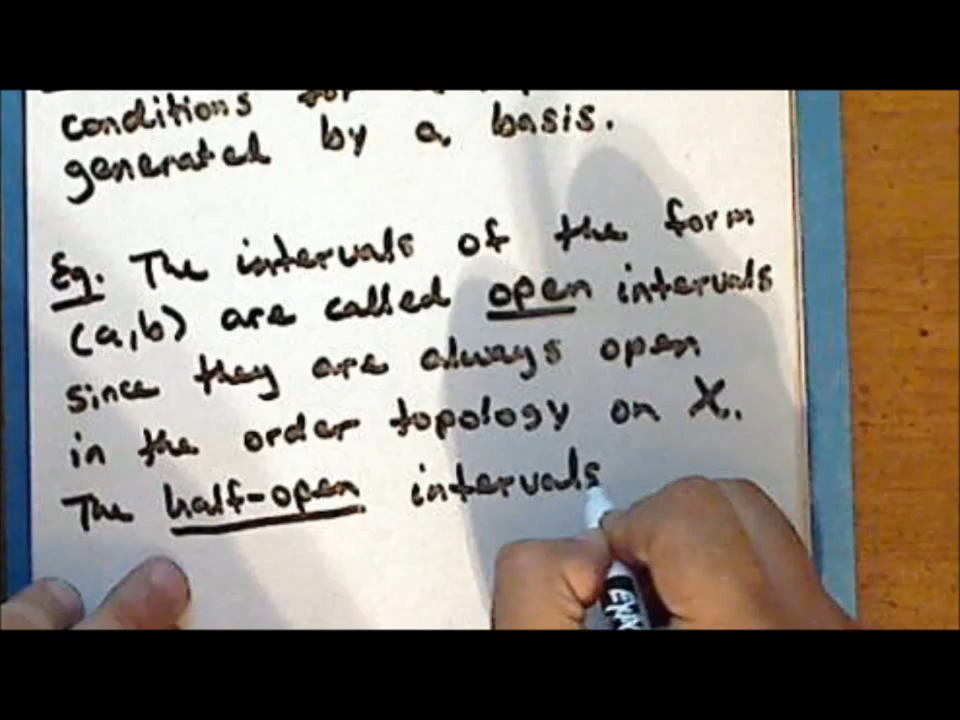 conditions for
generated by a basis.
Eg. The intervals of the form
(a,b) are called open intervals
since they are always open
in the order topology on X.
The half-open intervals